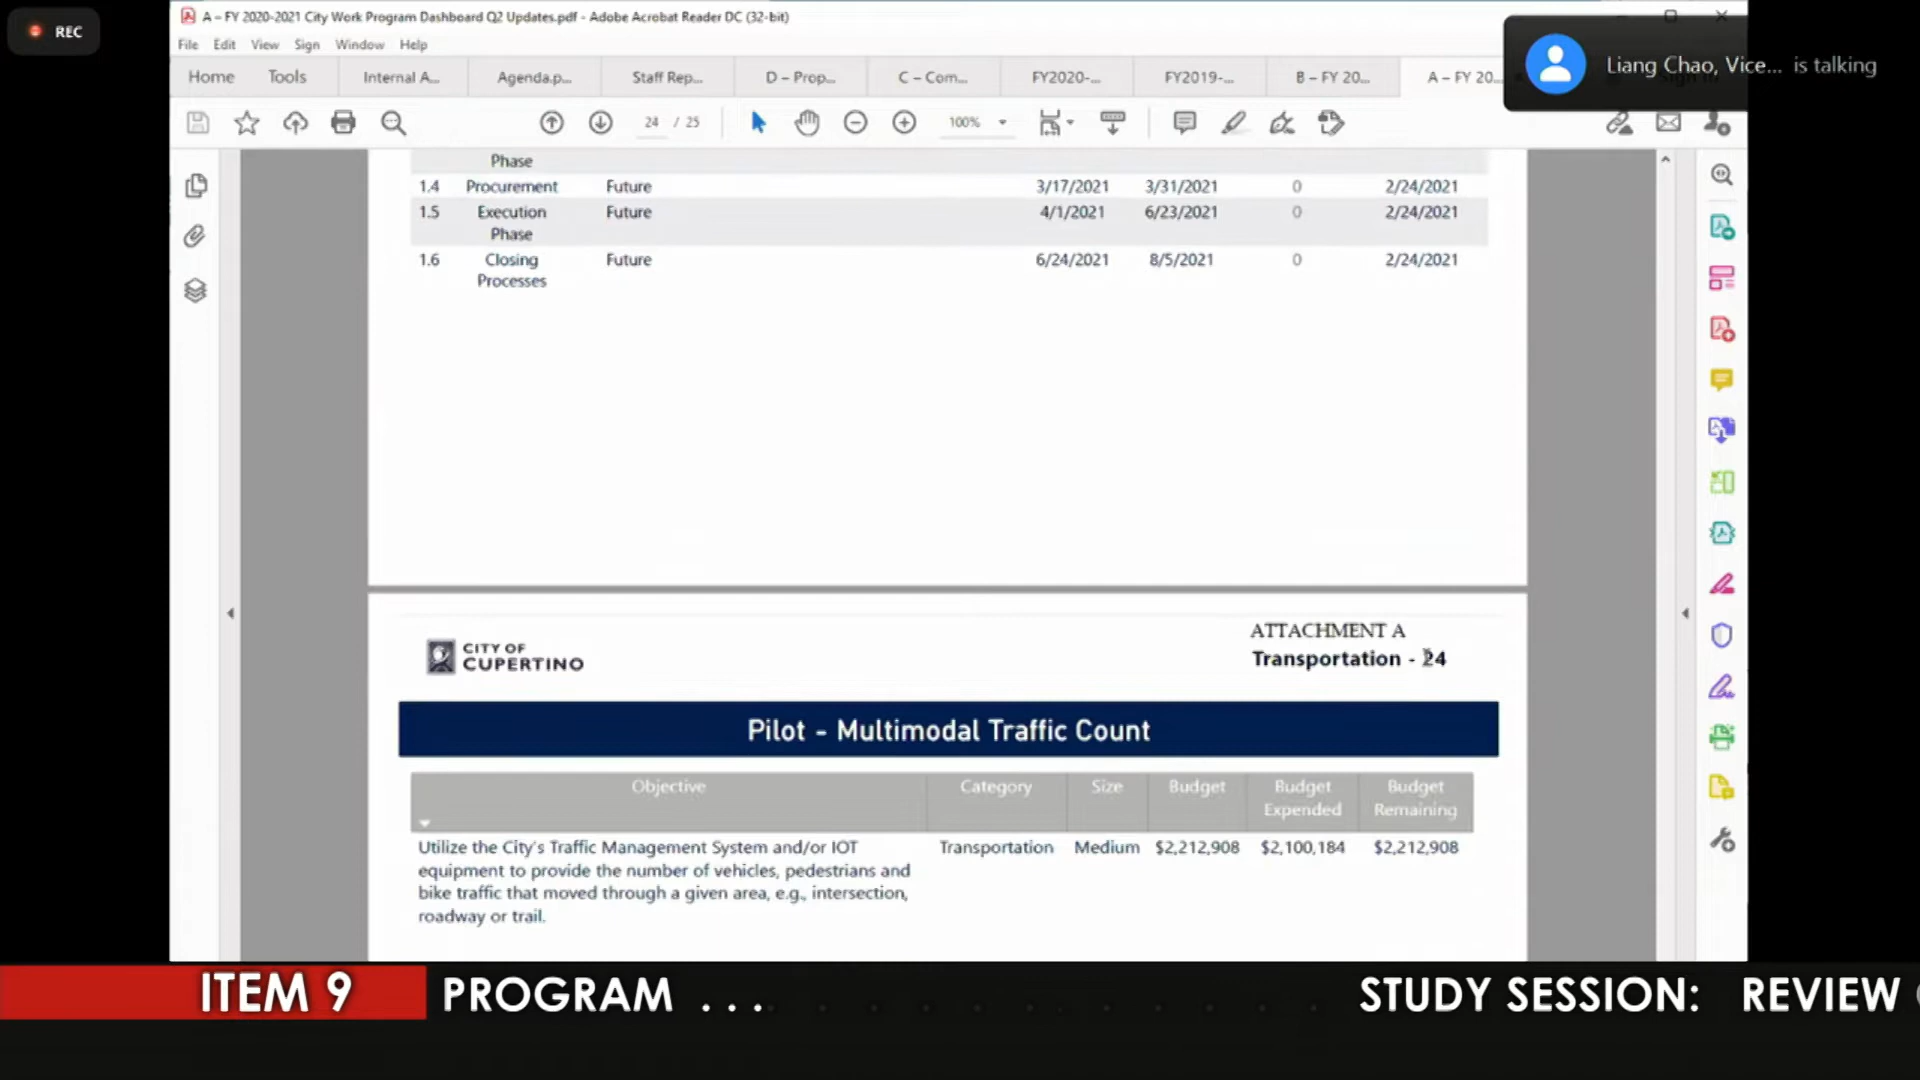 REC
A – FY 2020-2021 City Work Program Dashboard Q2 Updates.pdf - Adobe Acrobat Reader DC (32-bit)
File Edit View Sign Window Help
Liang Chao, Vice... is talking
Home Tools Internal A... Agenda.p... Staff Rep... D – Prop... C – Com... FY2020-... FY2019-... B – FY 20... A – FY 20...
24 / 25 100%
Phase
1.4 Procurement Future 3/17/2021 3/31/2021 0 2/24/2021
1.5 Execution Future 4/1/2021 6/23/2021 0 2/24/2021
Phase
1.6 Closing Future 6/24/2021 8/5/2021 0 2/24/2021
Processes
ATTACHMENT A
CITY OF
CUPERTINO
Transportation - 24
Pilot - Multimodal Traffic Count
Objective Category Size Budget Budget Budget
Expended Remaining
Utilize the City's Traffic Management System and/or IOT Transportation Medium $2,212,908 $2,100,184 $2,212,908
equipment to provide the number of vehicles, pedestrians and
bike traffic that moved through a given area, e.g., intersection,
roadway or trail.
ITEM 9 PROGRAM ... STUDY SESSION: REVIEW